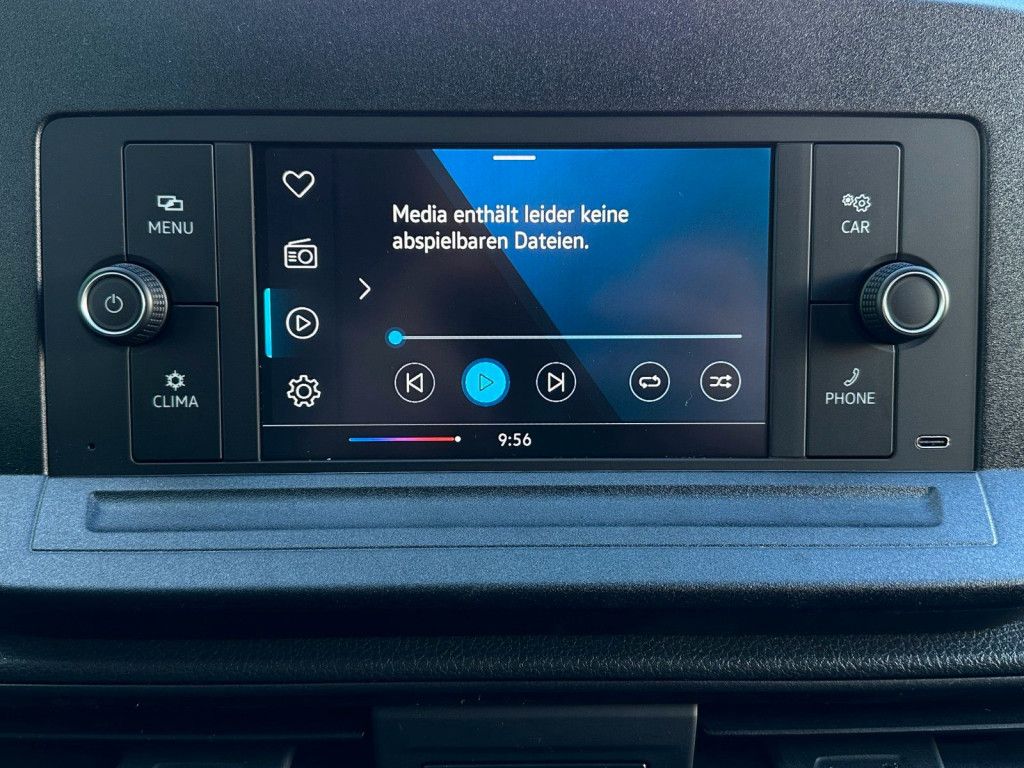 MENU
CAR
Media enthält leider keine
abspielbaren Dateien.
CLIMA
PHONE
9:56